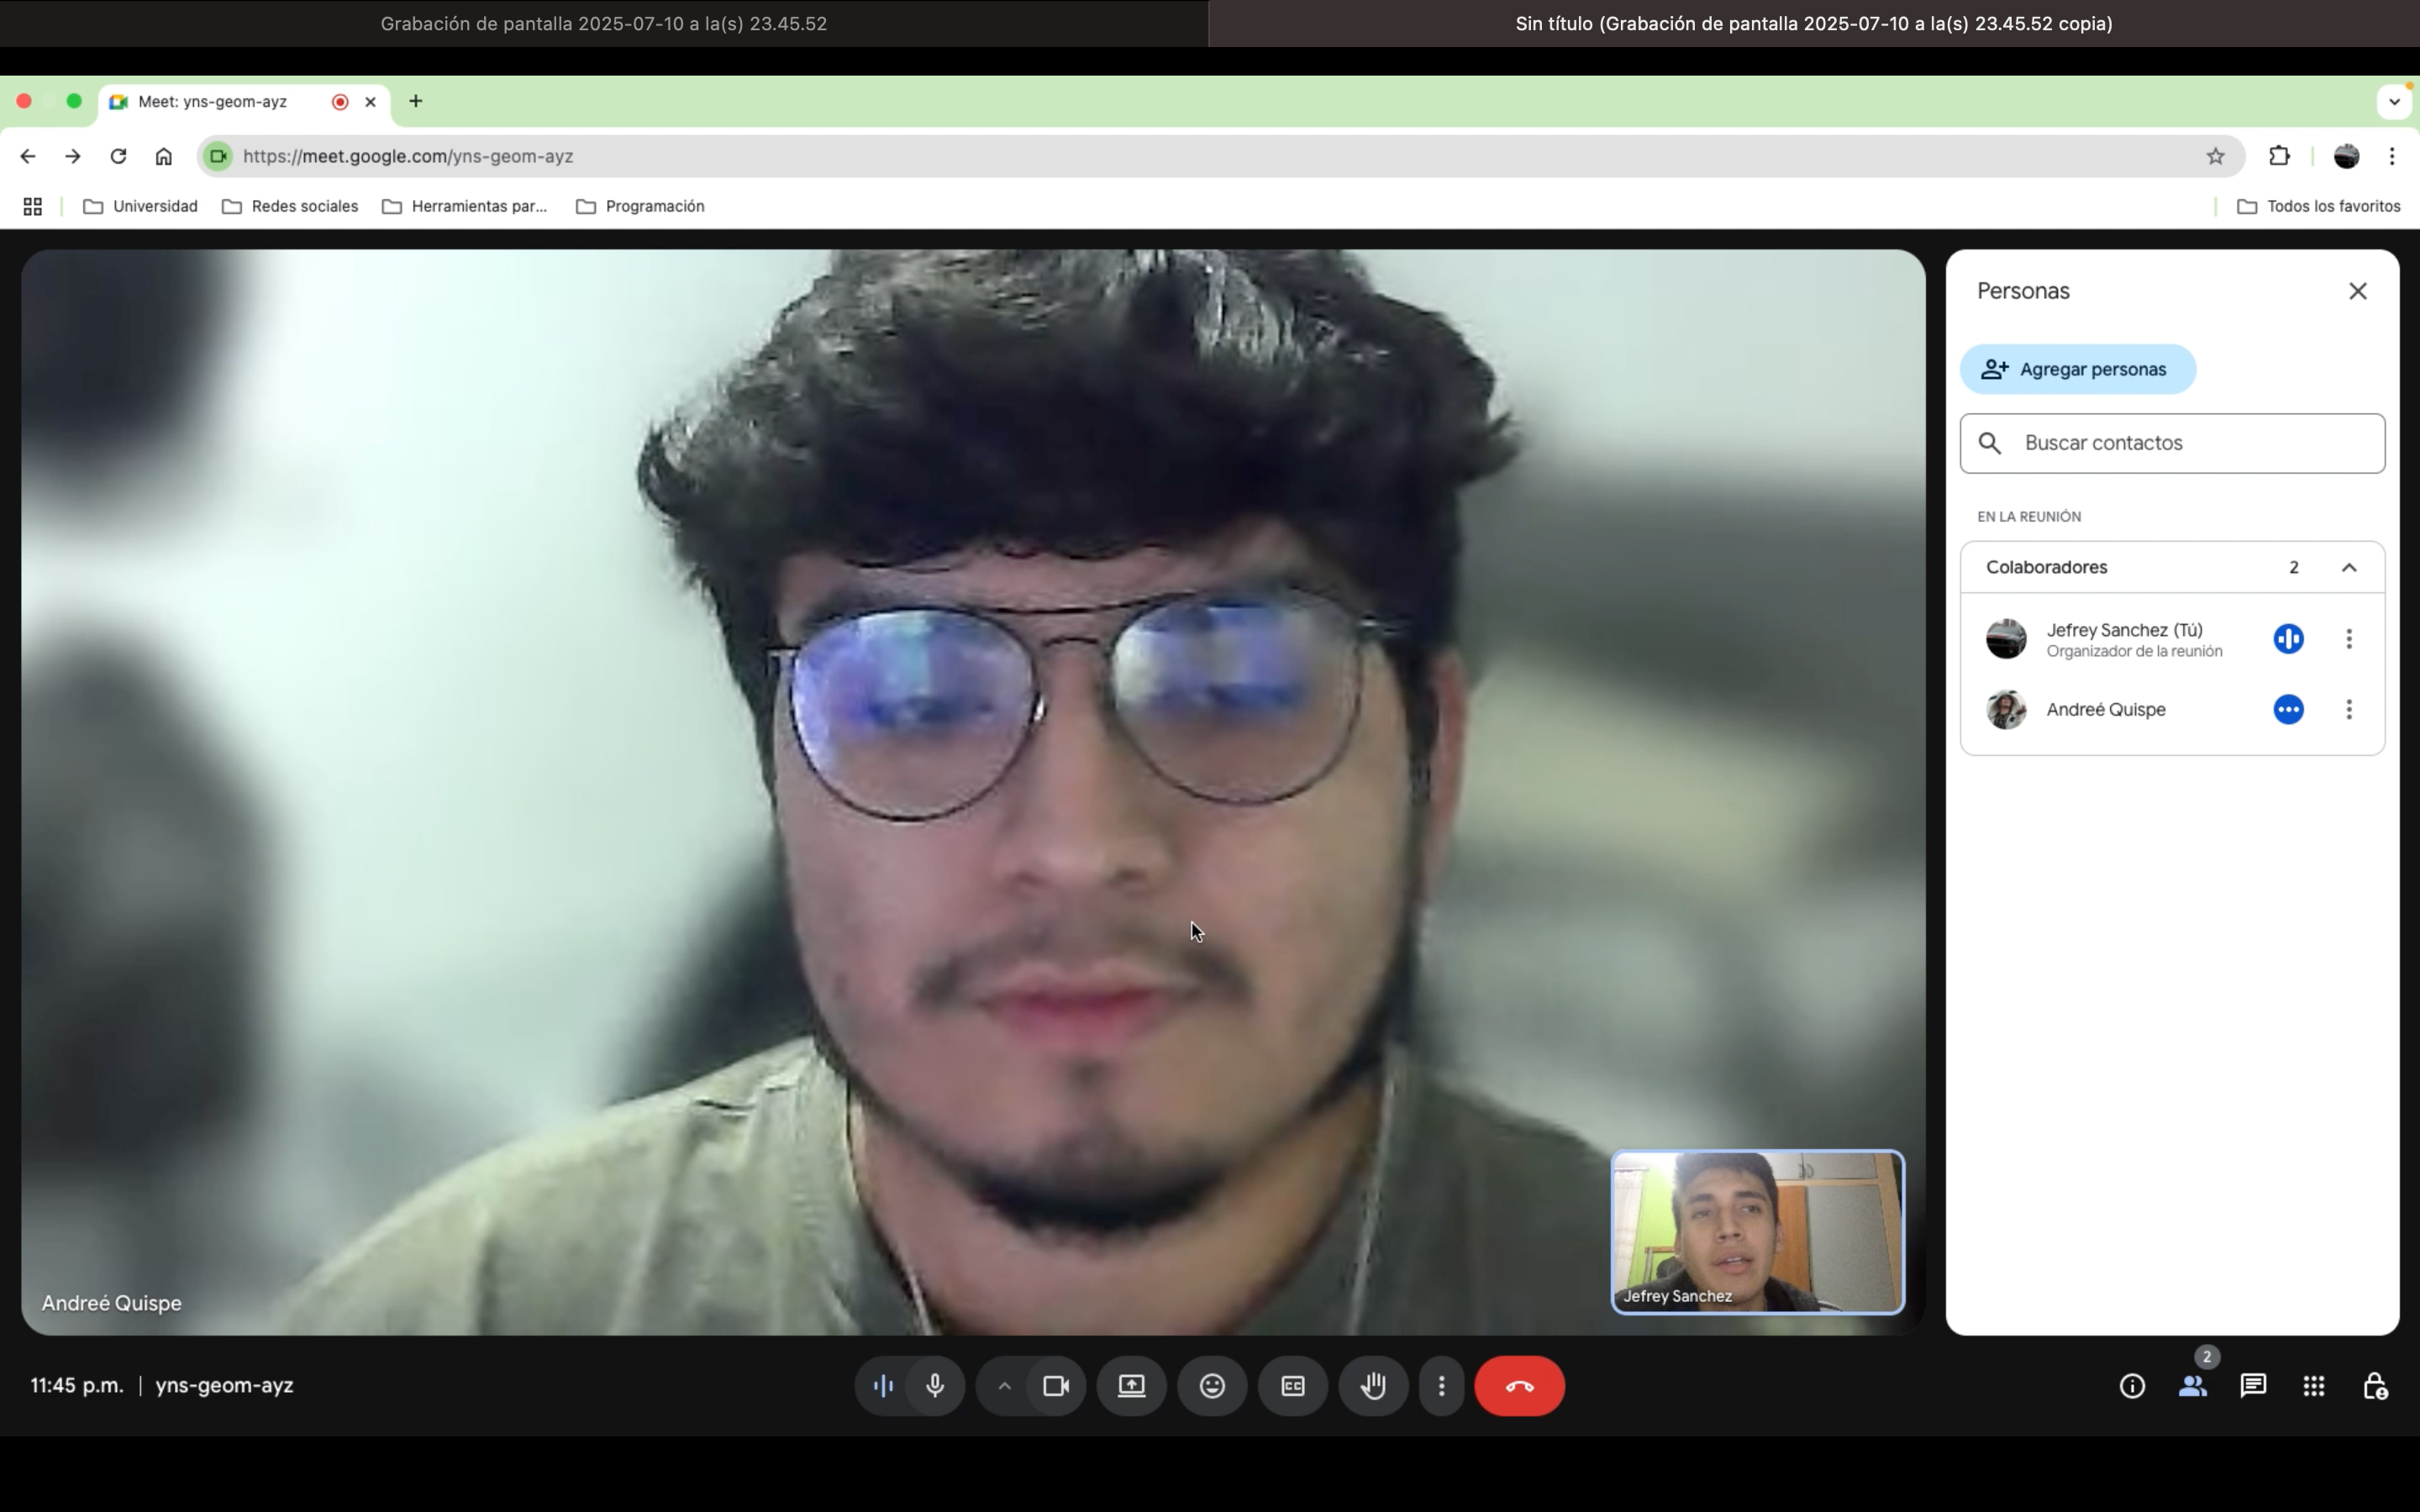 Grabación de pantalla 2025-07-10 a la(s) 23.45.52
Sin título (Grabación de pantalla 2025-07-10 a la(s) 23.45.52 copia)
Meet: yns-geom-ayz
https://meet.google.com/yns-geom-ayz
Universidad
Redes sociales
Herramientas par...
Programación
Todos los favoritos
Personas
Agregar personas
Buscar contactos
EN LA REUNIÓN
Colaboradores 2
Jefrey Sanchez (Tú)
Organizador de la reunión
Andreé Quispe
Andreé Quispe
Jefrey Sanchez
11:45 p.m. | yns-geom-ayz
CC
2